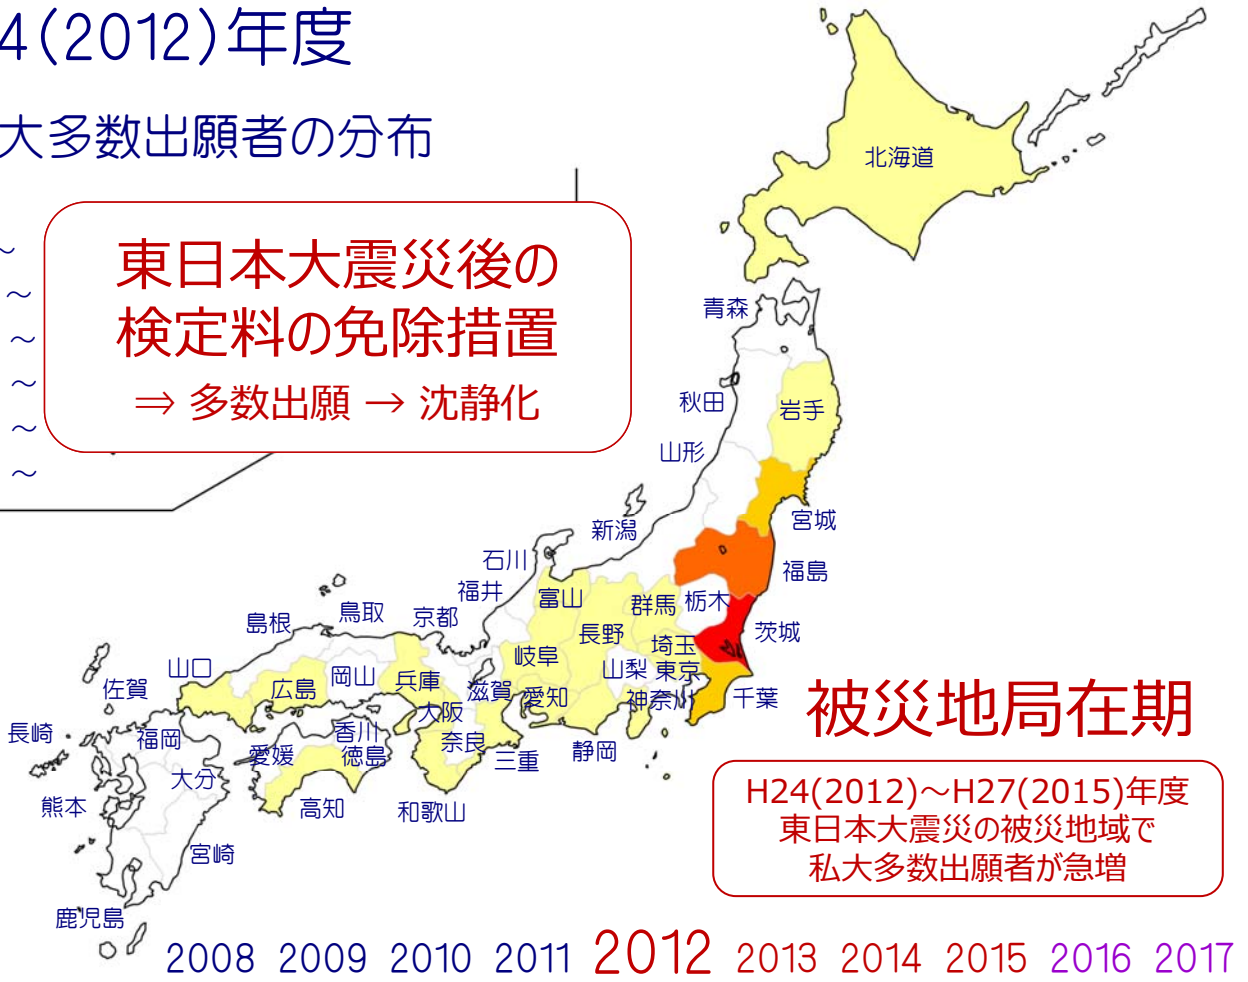 4(2012)年度
大多数出願者の分布
～
～
～
～
～
～
東日本大震災後の
検定料の免除措置
⇒ 多数出願 → 沈静化
北海道
青森
秋田
岩手
山形
宮城
新潟
福島
石川
福井
富山
群馬
栃木
茨城
長野
埼玉
岐阜
山梨
東京
神奈川
千葉
島根
鳥取
京都
山口
広島
岡山
兵庫
滋賀
愛知
大阪
奈良
三重
静岡
和歌山
佐賀
長崎
福岡
大分
熊本
宮崎
鹿児島
愛媛
香川
徳島
高知
被災地局在期
H24(2012)～H27(2015)年度
東日本大震災の被災地域で
私大多数出願者が急増
2008 2009 2010 2011 2012 2013 2014 2015 2016 2017